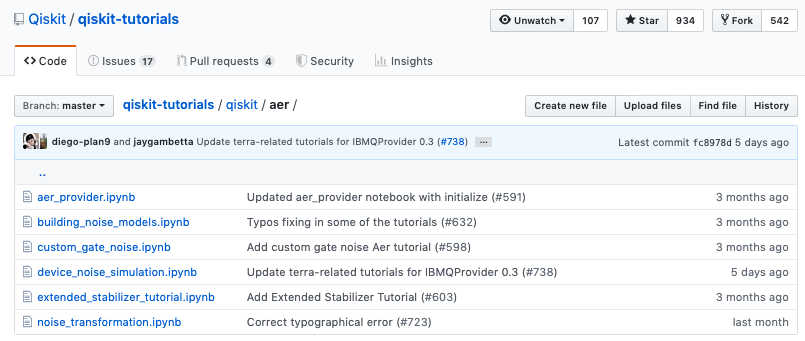 Qiskit / qiskit-tutorials
Unwatch 107 Star 934 Fork 542
Code Issues 17 Pull requests 4 Security Insights
Branch: master qiskit-tutorials / qiskit / aer / Create new file Upload files Find file History
diego-plan9 and jaygambetta Update terra-related tutorials for IBMQProvider 0.3 (#738) ... Latest commit fc8978d 5 days ago
..
aer_provider.ipynb Updated aer_provider notebook with initialize (#591) 3 months ago
building_noise_models.ipynb Typos fixing in some of the tutorials (#632) 3 months ago
custom_gate_noise.ipynb Add custom gate noise Aer tutorial (#598) 3 months ago
device_noise_simulation.ipynb Update terra-related tutorials for IBMQProvider 0.3 (#738) 5 days ago
extended_stabilizer_tutorial.ipynb Add Extended Stabilizer Tutorial (#603) 3 months ago
noise_transformation.ipynb Correct typographical error (#723) last month